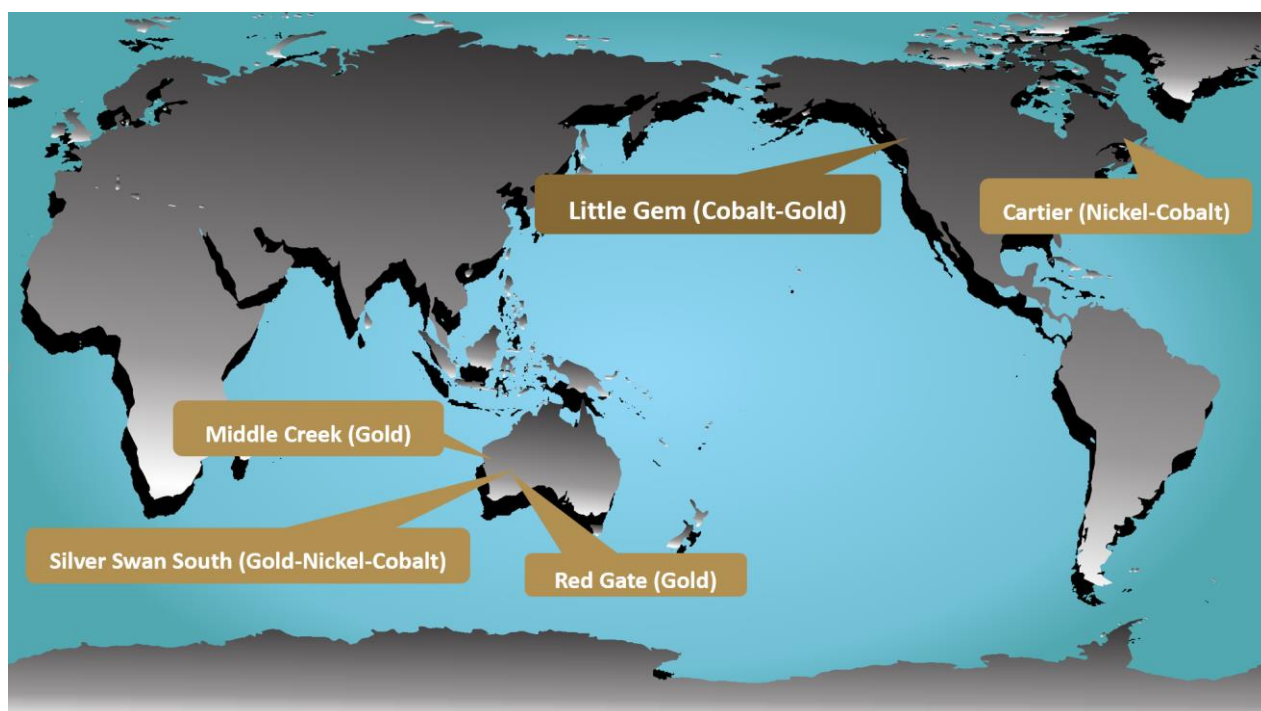 Little Gem (Cobalt-Gold)
Cartier (Nickel-Cobalt)
Middle Creek (Gold)
Silver Swan South (Gold-Nickel-Cobalt)
Red Gate (Gold)